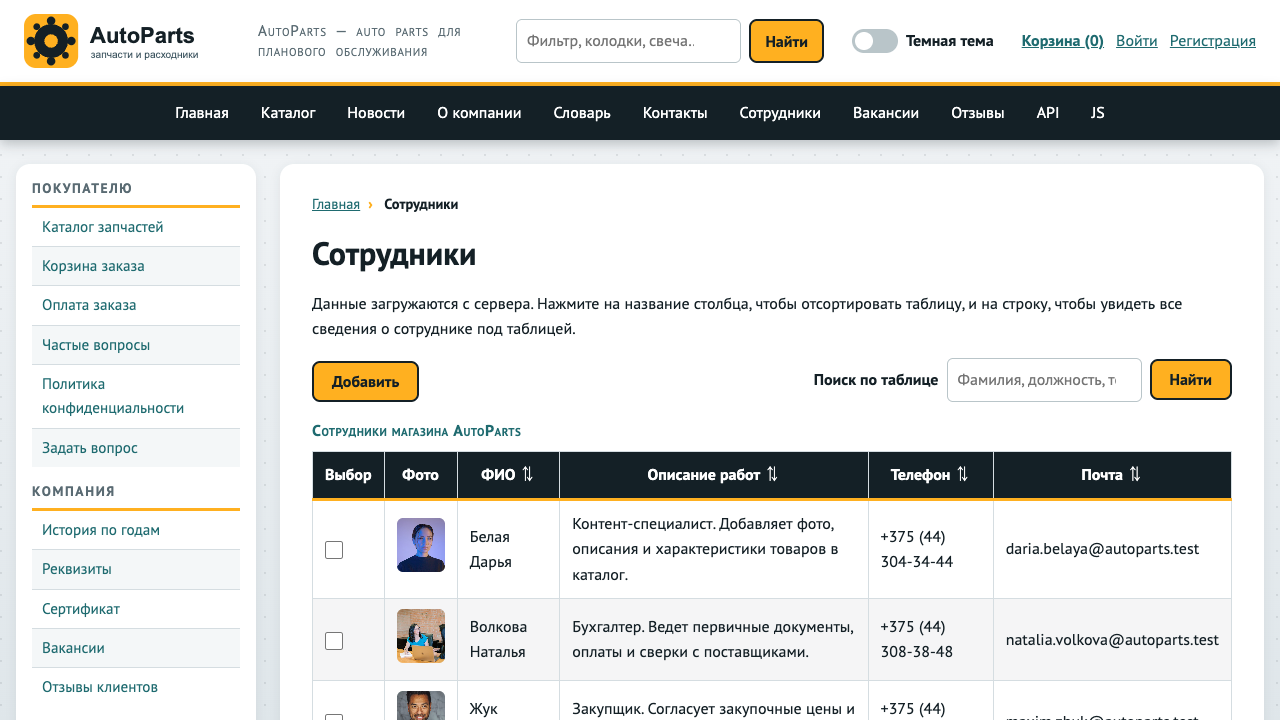 AutoParts
запчасти и расходники
AutoParts — auto parts для
планового обслуживания
Фильтр, колодки, свеча..
Найти
Темная тема
Корзина (0)
Войти
Регистрация
Главная
Каталог
Новости
О компании
Словарь
Контакты
Сотрудники
Вакансии
Отзывы
API
JS
ПОКУПАТЕЛЮ
Каталог запчастей
Корзина заказа
Оплата заказа
Частые вопросы
Политика
конфиденциальности
Задать вопрос
КОМПАНИЯ
История по годам
Реквизиты
Сертификат
Вакансии
Отзывы клиентов
Главная › Сотрудники
Сотрудники
Данные загружаются с сервера. Нажмите на название столбца, чтобы отсортировать таблицу, и на строку, чтобы увидеть все
сведения о сотруднике под таблицей.
Добавить
Поиск по таблице
Фамилия, должность, т
Найти
Сотрудники магазина AutoParts
Выбор
Фото
ФИО ⇅
Описание работ ⇅
Телефон ⇅
Почта ⇅
Белая
Дарья
Контент-специалист. Добавляет фото,
описания и характеристики товаров в
каталог.
+375 (44)
304-34-44
daria.belaya@autoparts.test
Волкова
Наталья
Бухгалтер. Ведет первичные документы,
оплаты и сверки с поставщиками.
+375 (44)
308-38-48
natalia.volkova@autoparts.test
Жук
Закупщик. Согласует закупочные цены и
+375 (44)